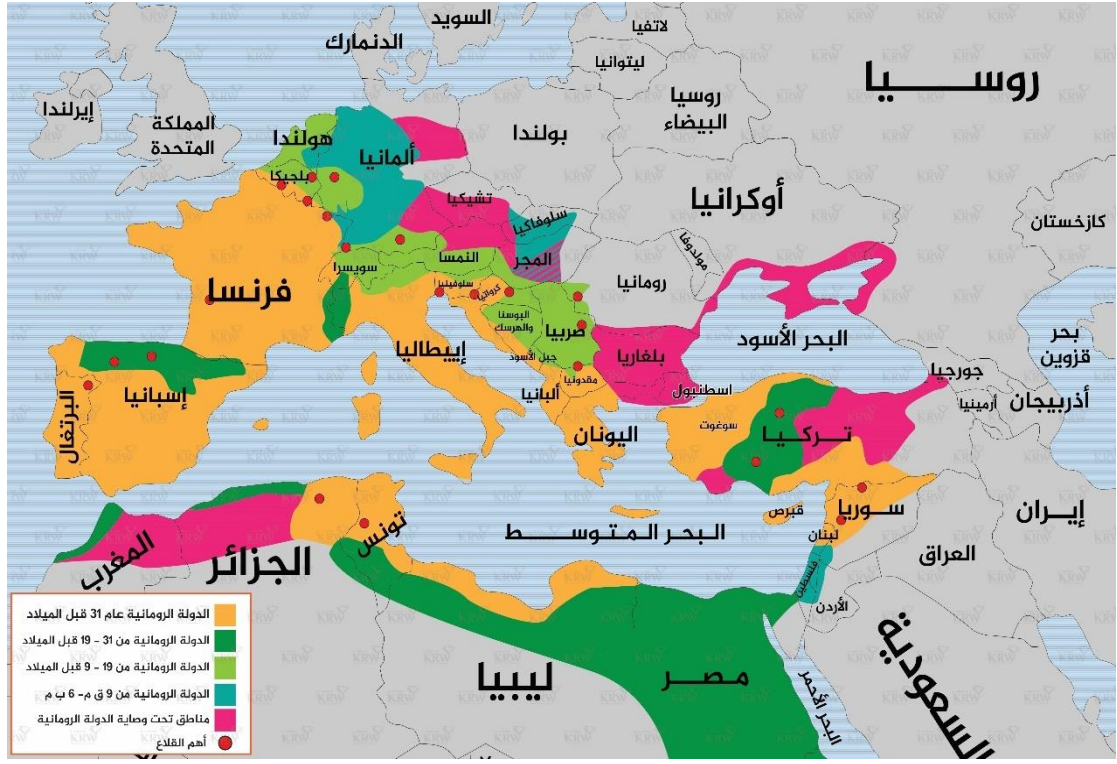 السويد
الدنمارك
لاتفيا
ليتوانيا
روسيا
روسيا
البيضاء
إيرلندا
المملكة
المتحدة
هولندا
ألمانيا
بولندا
بلجيكا
تشيكيا
أوكرانيا
سلوفاكيا
كازخستان
مولدوفا
المجر
النمسا
سويسرا
رومانيا
فرنسا
سلوفينيز
كرواتيا
البوسنا
والهرسك
صربيا
البحر الأسود
بحر
قزوين
إييطاليا
جبل الأسود
بلغاريا
جورجيا
مقدونيا
اسطنبول
ألبانيا
أرمينيا
أذربيجان
إسبانيا
البرتغال
اليونان
سوغوت
تركيا
إيران
سوريا
قبرص
لبنان
البحر المتوسط
تونس
العراق
المغرب
الجزائر
فلسطين
الأردن
السعودية
ليبيا
مصر
البحر الأحمر
الدولة الرومانية عام 31 قبل الميلاد
الدولة الرومانية من 31 - 19 قبل الميلاد
الدولة الرومانية من 19 - 9 قبل الميلاد
الدولة الرومانية من 9 ق م- 6 ب م
مناطق تحت وصاية الدولة الرومانية
أهم القلاع
KRW